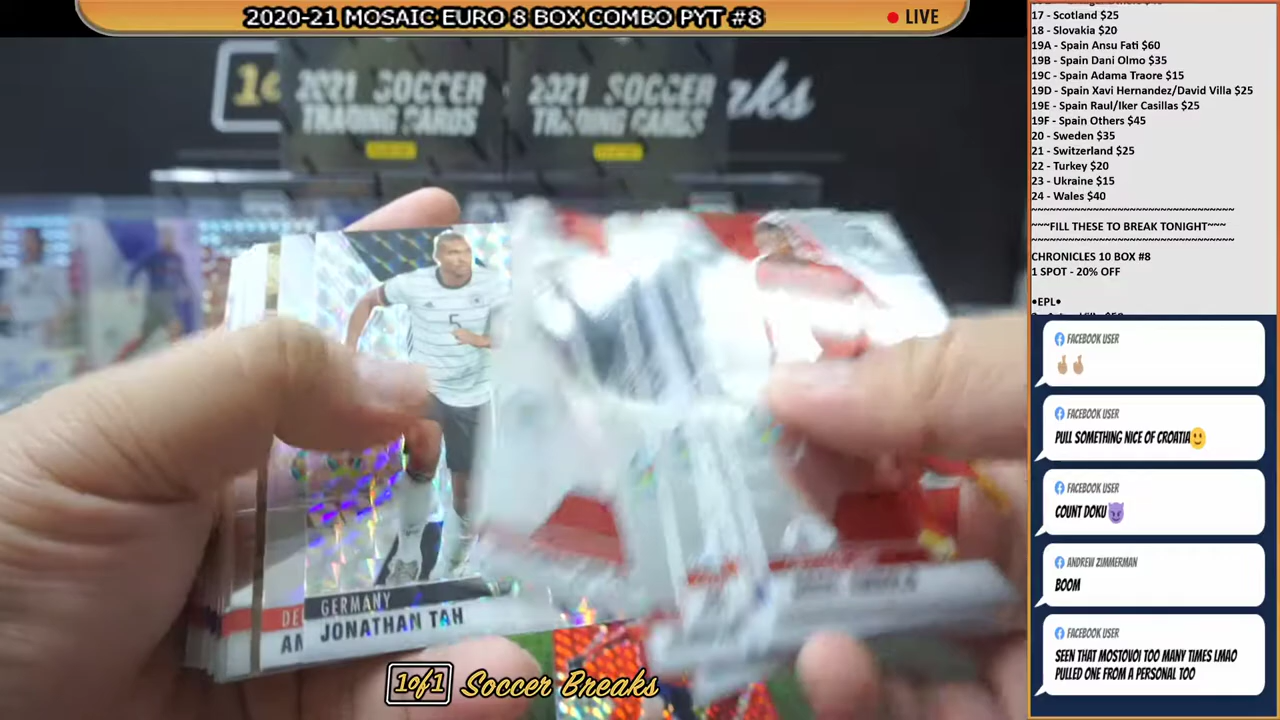 2020-21 MOSAIC EURO 8 BOX COMBO PYT #8
LIVE
2021 SOCCER
TRADING CARDS
PANINI
2021 SOCCER
TRADING CARDS
PANINI
5
GERMANY
JONATHAN TAH
1of1 Soccer Breaks
17 - Scotland $25
18 - Slovakia $20
19A - Spain Ansu Fati $60
19B - Spain Dani Olmo $35
19C - Spain Adama Traore $15
19D - Spain Xavi Hernandez/David Villa $25
19E - Spain Raul/Iker Casillas $25
19F - Spain Others $45
20 - Sweden $35
21 - Switzerland $25
22 - Turkey $20
23 - Ukraine $15
24 - Wales $40
~~~~~~~~~~~~~~~~~~~~~~~~~~~~~~~~~
~~~FILL THESE TO BREAK TONIGHT~~~
~~~~~~~~~~~~~~~~~~~~~~~~~~~~~~~~~
CHRONICLES 10 BOX #8
1 SPOT - 20% OFF
•EPL•
FACEBOOK USER
🤞🏽🤞🏽
FACEBOOK USER
PULL SOMETHING NICE OF CROATIA🙂
FACEBOOK USER
COUNT DOKU😈
ANDREW ZIMMERMAN
BOOM
FACEBOOK USER
SEEN THAT MOSTOVOI TOO MANY TIMES LMAO
PULLED ONE FROM A PERSONAL TOO